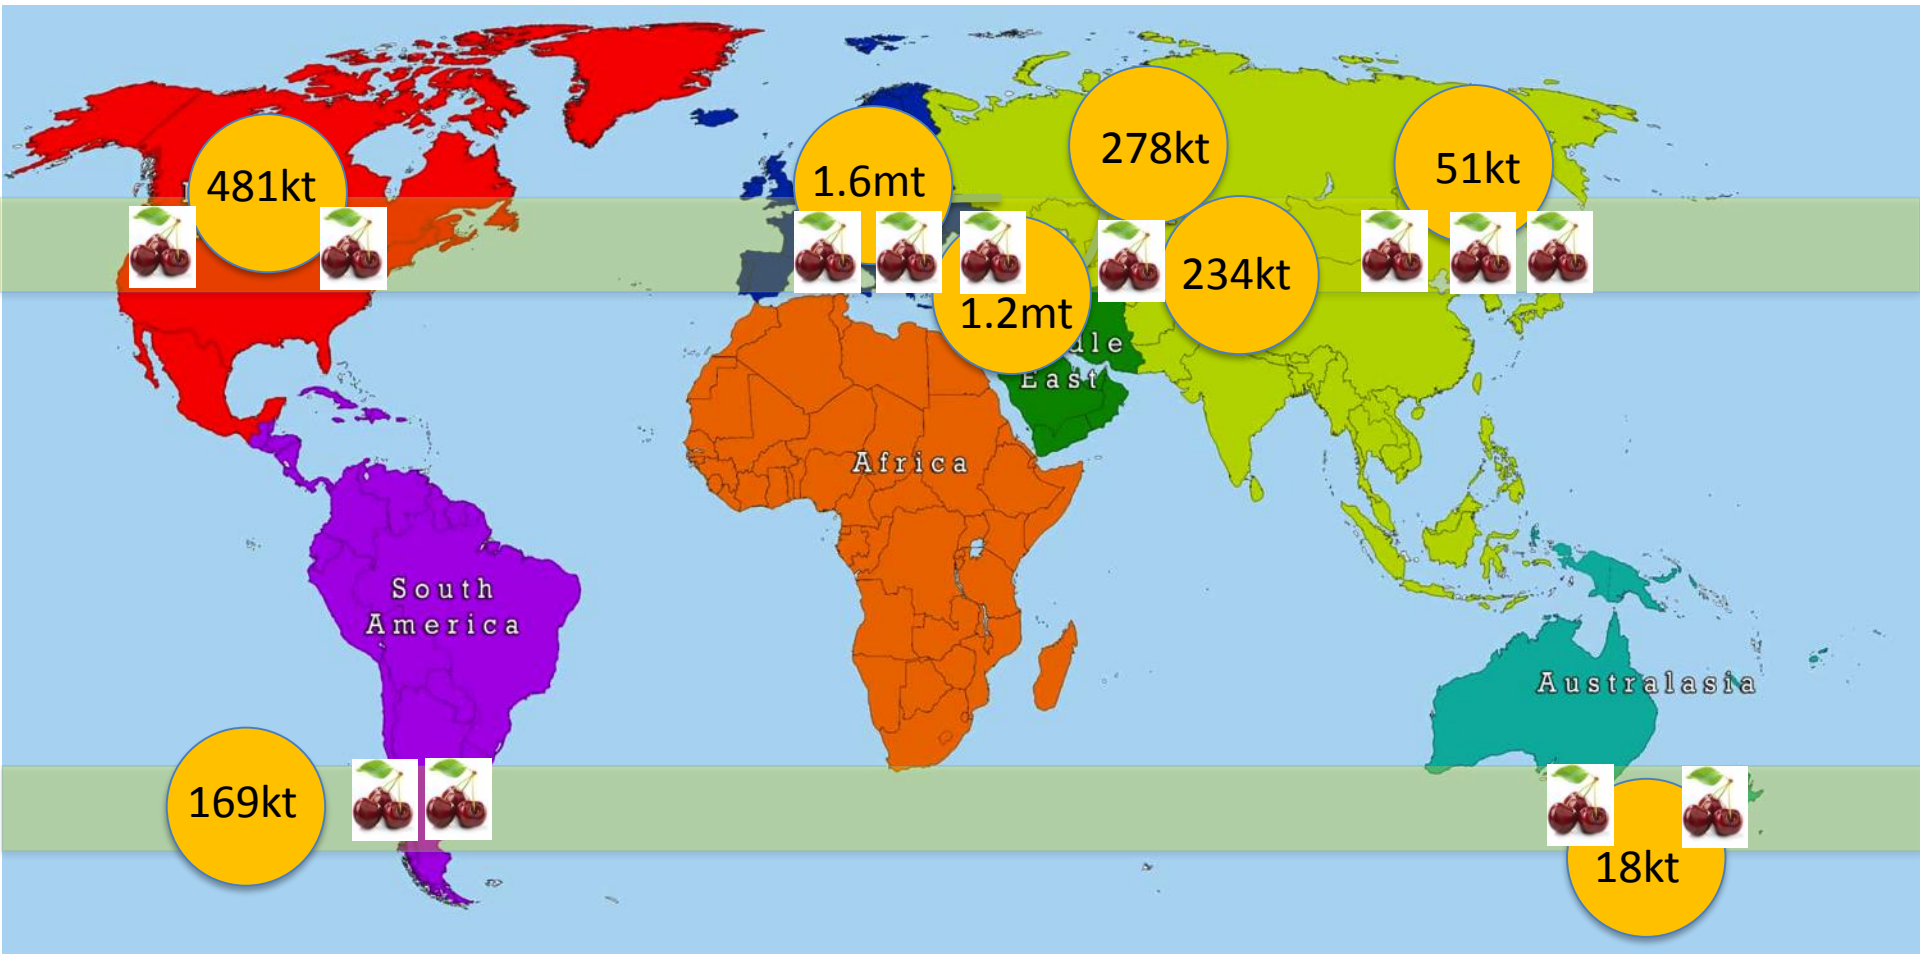 278kt
51kt
1.6mt
481kt
234kt
1.2mt
East
Africa
South
America
Australasia
169kt
18kt